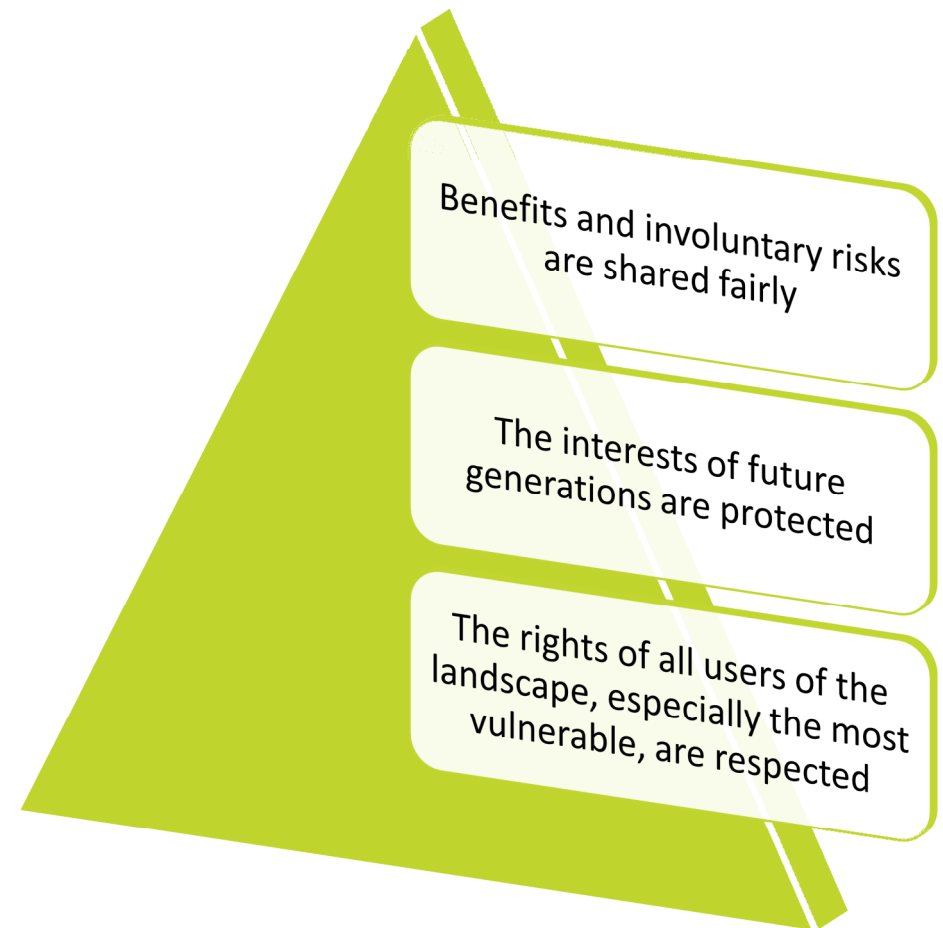 Benefits and involuntary risks
are shared fairly
The interests of future
generations are protected
The rights of all users of the
landscape, especially the most
vulnerable, are respected